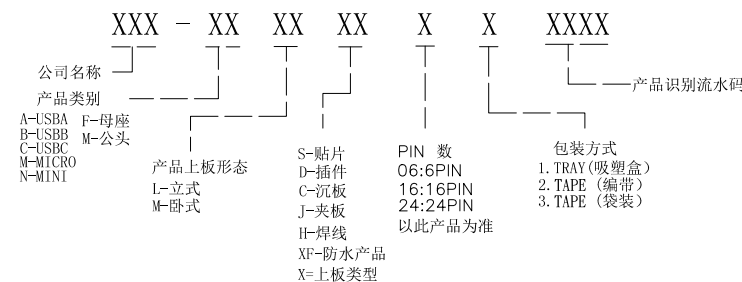 XXX-XX XX XX X X XXXX
公司名称
产品识别流水码
产品类别
A-USBA F-母座
B-USBB M-公头
C-USBC
M-MICRO
N-MINI
产品上板形态
L-立式
M-卧式
S-贴片
D-插件
C-沉板
J-夹板
H-焊线
XF-防水产品
X=上板类型
PIN 数
06:6PIN
16:16PIN
24:24PIN
以此产品为准
包装方式
1.TRAY(吸塑盒)
2.TAPE (编带)
3.TAPE (袋装)